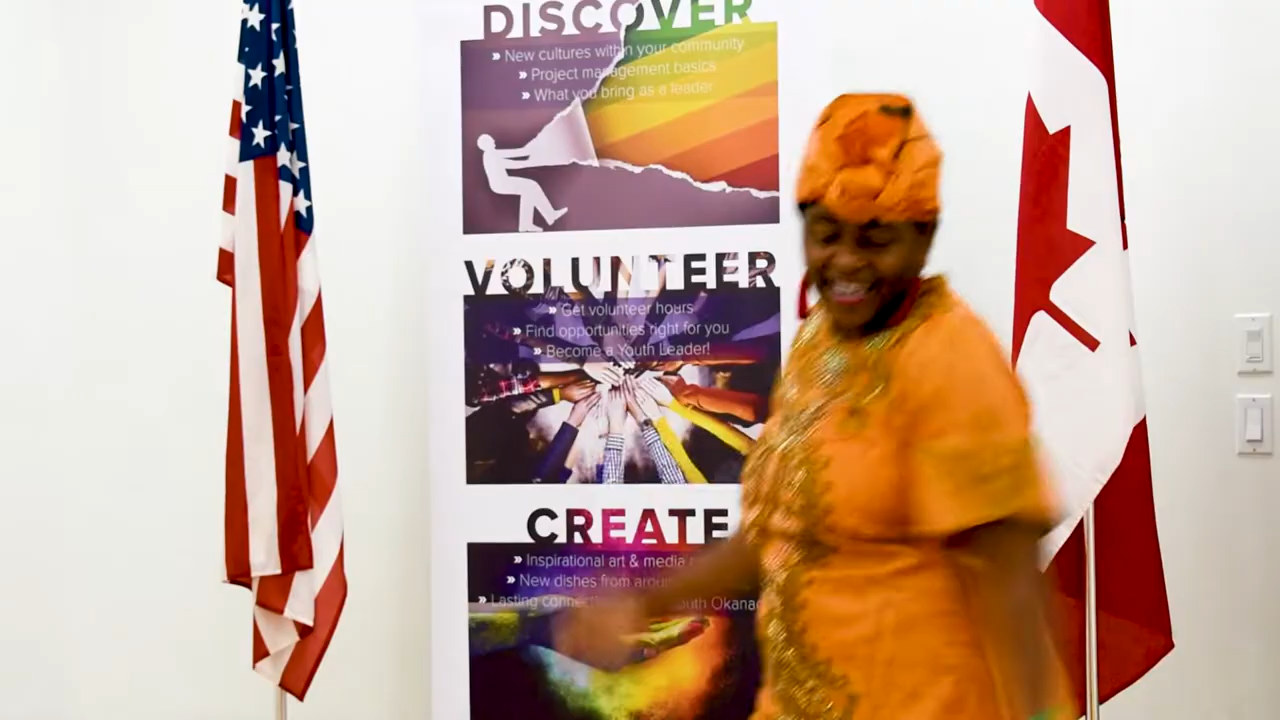 DISCOVER
» New cultures within your community
» Project management basics
» What you bring as a leader
VOLUNTEER
» Get volunteer hours
» Find opportunities right for you
» Become a Youth Leader!
CREATE
» Inspirational art & media
» New dishes from
» Lasting